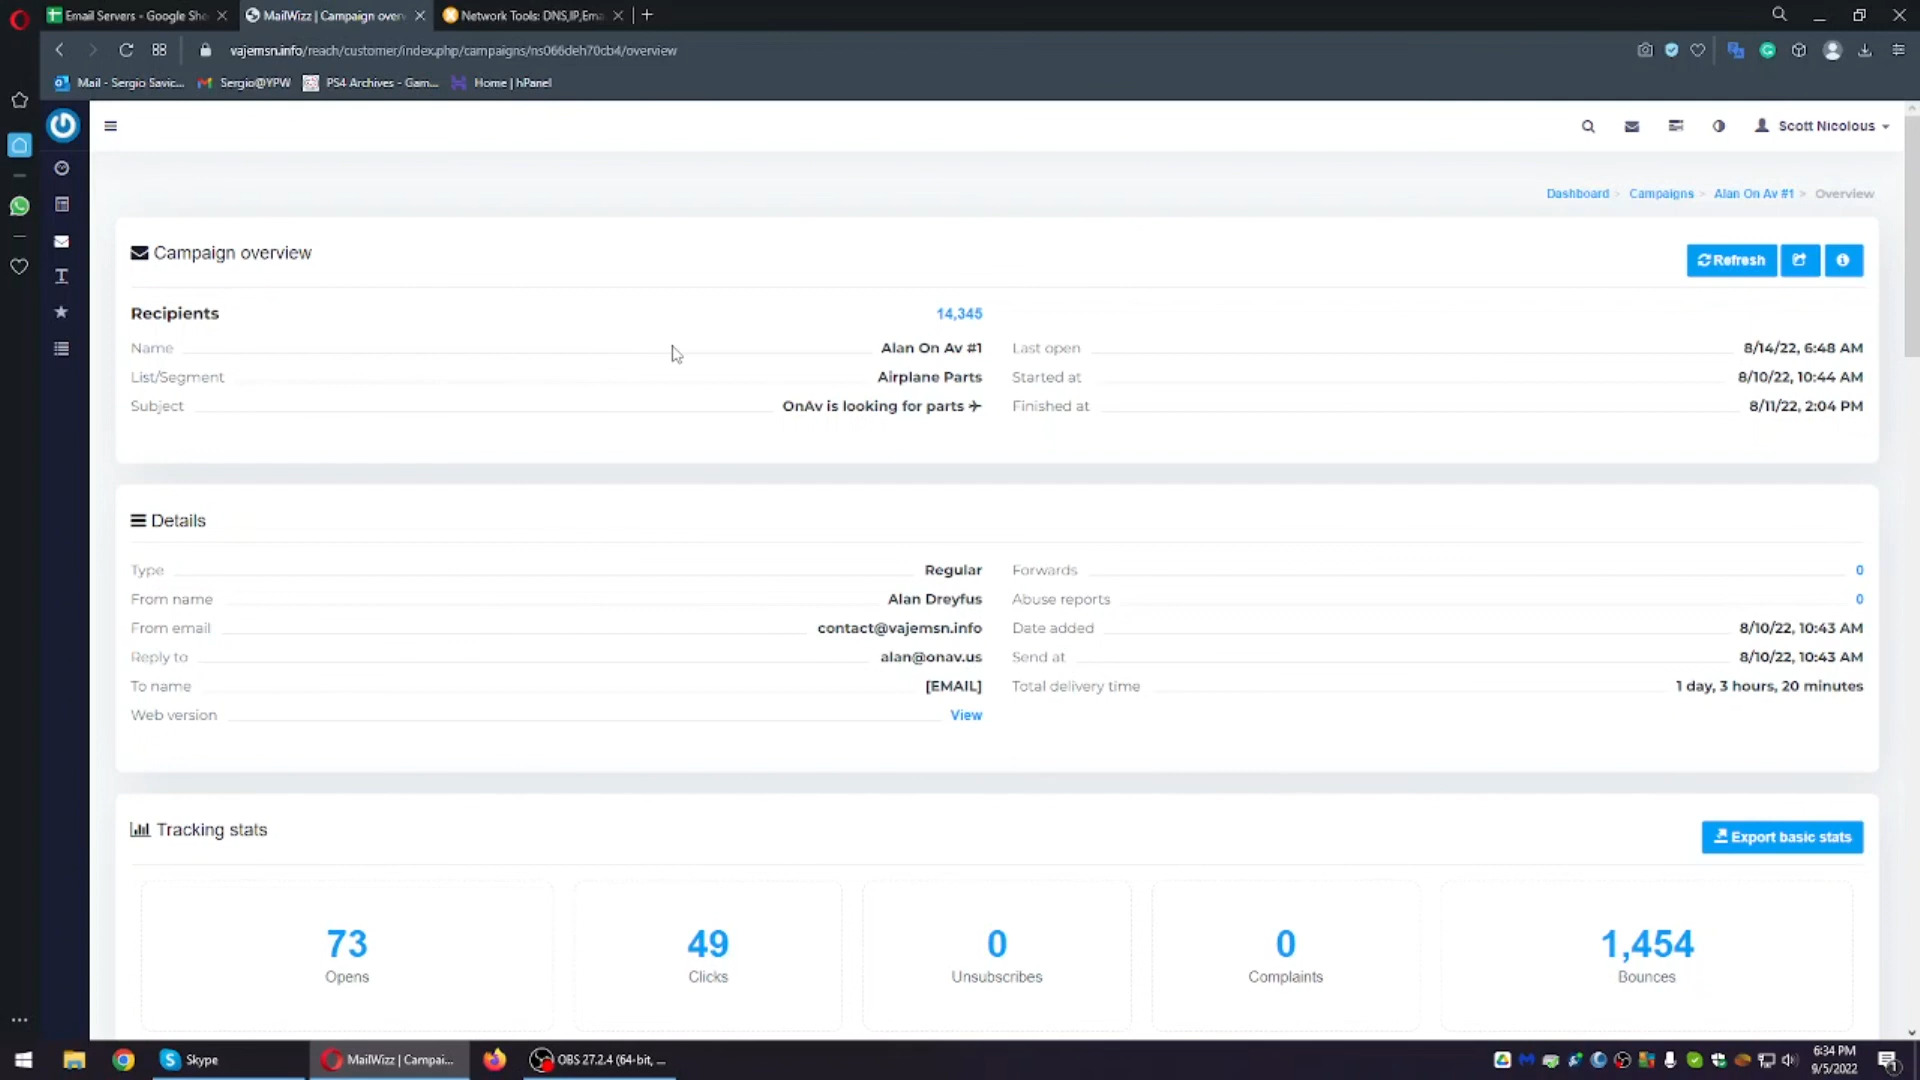 Email Servers - Google She
MailWizz | Campaign over
Network Tools: DNS,IP,Ema
vajemsn.info/reach/customer/index.php/campaigns/ns066deh70cb4/overview
Mail - Sergio Savic...
Sergio@YPW
PS4 Archives - Gam...
Home | hPanel
Scott Nicolous
Dashboard
Campaigns
Alan On Av #1
Overview
Campaign overview
Refresh
Recipients 14,345
Name Alan On Av #1
Last open 8/14/22, 6:48 AM
List/Segment Airplane Parts
Started at 8/10/22, 10:44 AM
Subject OnAv is looking for parts ✈
Finished at 8/11/22, 2:04 PM
Details
Type Regular
Forwards 0
From name Alan Dreyfus
Abuse reports 0
From email contact@vajemsn.info
Date added 8/10/22, 10:43 AM
Reply to alan@onav.us
Send at 8/10/22, 10:43 AM
To name [EMAIL]
Total delivery time 1 day, 3 hours, 20 minutes
Web version View
Tracking stats
Export basic stats
73
Opens
49
Clicks
0
Unsubscribes
0
Complaints
1,454
Bounces
Skype
MailWizz | Campai...
OBS 27.2.4 (64-bit, ...
6:34 PM
9/5/2022